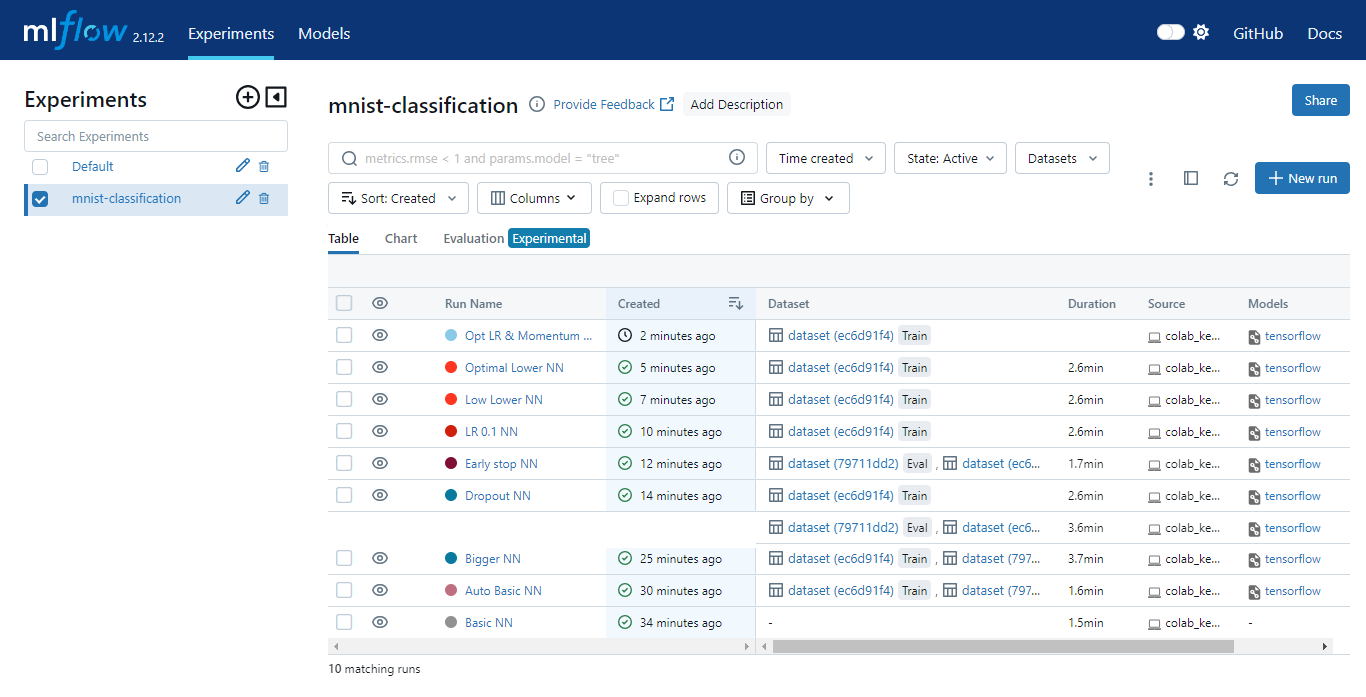 mlflow 2.12.2 Experiments Models GitHub Docs
Experiments
Search Experiments
Default
mnist-classification
mnist-classification Provide Feedback Add Description Share
metrics.rmse < 1 and params.model = "tree" Time created State: Active Datasets
New run
Sort: Created Columns Expand rows Group by
Table Chart Evaluation Experimental
Run Name Created Dataset Duration Source Models
Opt LR & Momentum ... 2 minutes ago dataset (ec6d91f4) Train colab_ke... tensorflow
Optimal Lower NN 5 minutes ago dataset (ec6d91f4) Train 2.6min colab_ke... tensorflow
Low Lower NN 7 minutes ago dataset (ec6d91f4) Train 2.6min colab_ke... tensorflow
LR 0.1 NN 10 minutes ago dataset (ec6d91f4) Train 2.6min colab_ke... tensorflow
Early stop NN 12 minutes ago dataset (79711dd2) Eval , dataset (ec6... 1.7min colab_ke... tensorflow
Dropout NN 14 minutes ago dataset (ec6d91f4) Train 2.6min colab_ke... tensorflow
dataset (79711dd2) Eval , dataset (ec6... 3.6min colab_ke... tensorflow
Bigger NN 25 minutes ago dataset (ec6d91f4) Train , dataset (797... 3.7min colab_ke... tensorflow
Auto Basic NN 30 minutes ago dataset (ec6d91f4) Train , dataset (797... 1.6min colab_ke... tensorflow
Basic NN 34 minutes ago - 1.5min colab_ke... -
10 matching runs